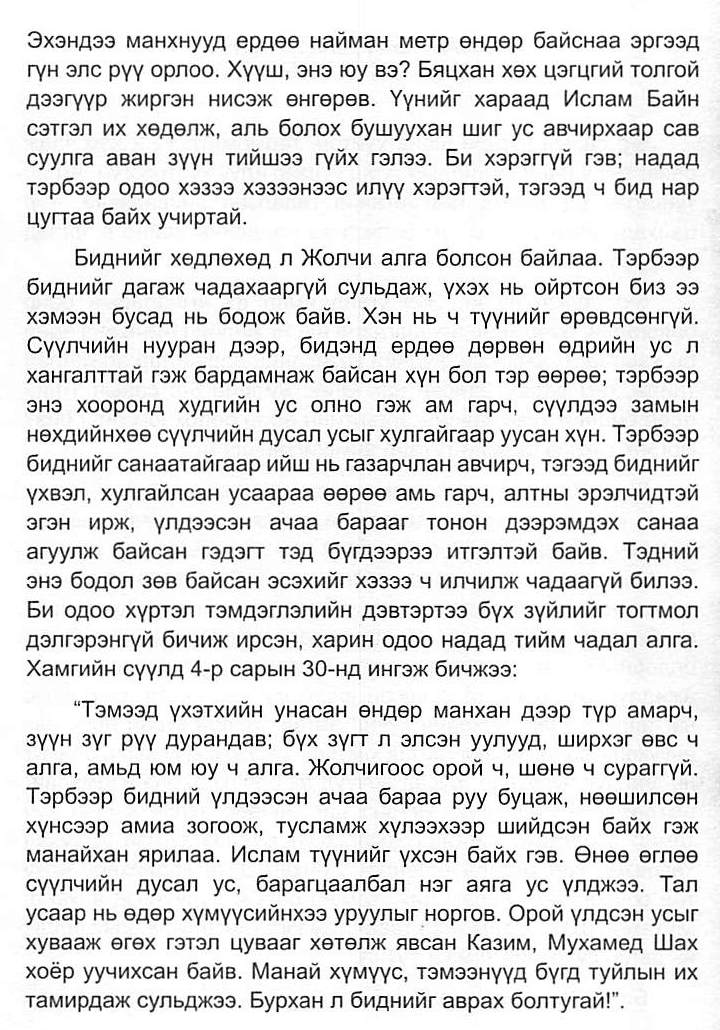 Эхэндээ манхнууд ердөө найман метр өндөр байснаа эргээд
гүн элс рүү орлоо. Хүүш, энэ юу вэ? Бяцхан хөх цэгцгий толгой
дээгүүр жиргэн нисэж өнгөрөв. Үүнийг хараад Ислам Байн
сэтгэл их хөдөлж, аль болох бушуухан шиг ус авчирхаар сав
суулга аван зүүн тийшээ гүйх гэлээ. Би хэрэггүй гэв; надад
тэрбээр одоо хэзээ хэзээнээс илүү хэрэгтэй, тэгээд ч бид нар
цугтаа байх учиртай.
Биднийг хөдлөхөд л Жолчи алга болсон байлаа. Тэрбээр
биднийг дагаж чадахааргүй сульдаж, үхэх нь ойртсон биз ээ
хэмээн бусад нь бодож байв. Хэн нь ч түүнийг өрөвдсөнгүй.
Сүүлчийн нууран дээр, бидэнд ердөө дөрвөн өдрийн ус л
хангалттай гэж бардамнаж байсан хүн бол тэр өөрөө; тэрбээр
энэ хооронд худгийн ус олно гэж ам гарч, сүүлдээ замын
нөхдийнхөө сүүлчийн дусал усыг хулгайгаар уусан хүн. Тэрбээр
биднийг санаатайгаар ийш нь газарчлан авчирч, тэгээд биднийг
үхвэл, хулгайлсан усаараа өөрөө амь гарч, алтны эрэлчидтэй
эгэн ирж, үлдээсэн ачаа барааг тонон дээрэмдэх санаа
агуулж байсан гэдэгт тэд бүгдээрээ итгэлтэй байв. Тэдний
энэ бодол зөв байсан эсэхийг хэзээ ч илчилж чадаагүй билээ.
Би одоо хүртэл тэмдэглэлийн дэвтэртээ бүх зүйлийг тогтмол
дэлгэрэнгүй бичиж ирсэн, харин одоо надад тийм чадал алга.
Хамгийн сүүлд 4-р сарын 30-нд ингэж бичжээ:
“Тэмээд үхэтхийн унасан өндөр манхан дээр түр амарч,
зүүн зүг рүү дурандав; бүх зүгт л элсэн уулууд, ширхэг өвс ч
алга, амьд юм юу ч алга. Жолчигоос орой ч, шөнө ч сураггүй.
Тэрбээр бидний үлдээсэн ачаа бараа руу буцаж, нөөшилсөн
хүнсээр амиа зогоож, тусламж хүлээхээр шийдсэн байх гэж
манайхан ярилаа. Ислам түүнийг үхсэн байх гэв. Өнөө өглөө
сүүлчийн дусал ус, барагцаалбал нэг аяга ус үлджээ. Тал
усаар нь өдөр хүмүүсийнхээ уруулыг норгов. Орой үлдсэн усыг
хувааж өгөх гэтэл цувааг хөтөлж явсан Казим, Мухамед Шах
хоёр уучихсан байв. Манай хүмүүс, тэмээнүүд бүгд туйлын их
тамирдаж сульджээ. Бурхан л биднийг аврах болтугай!”.